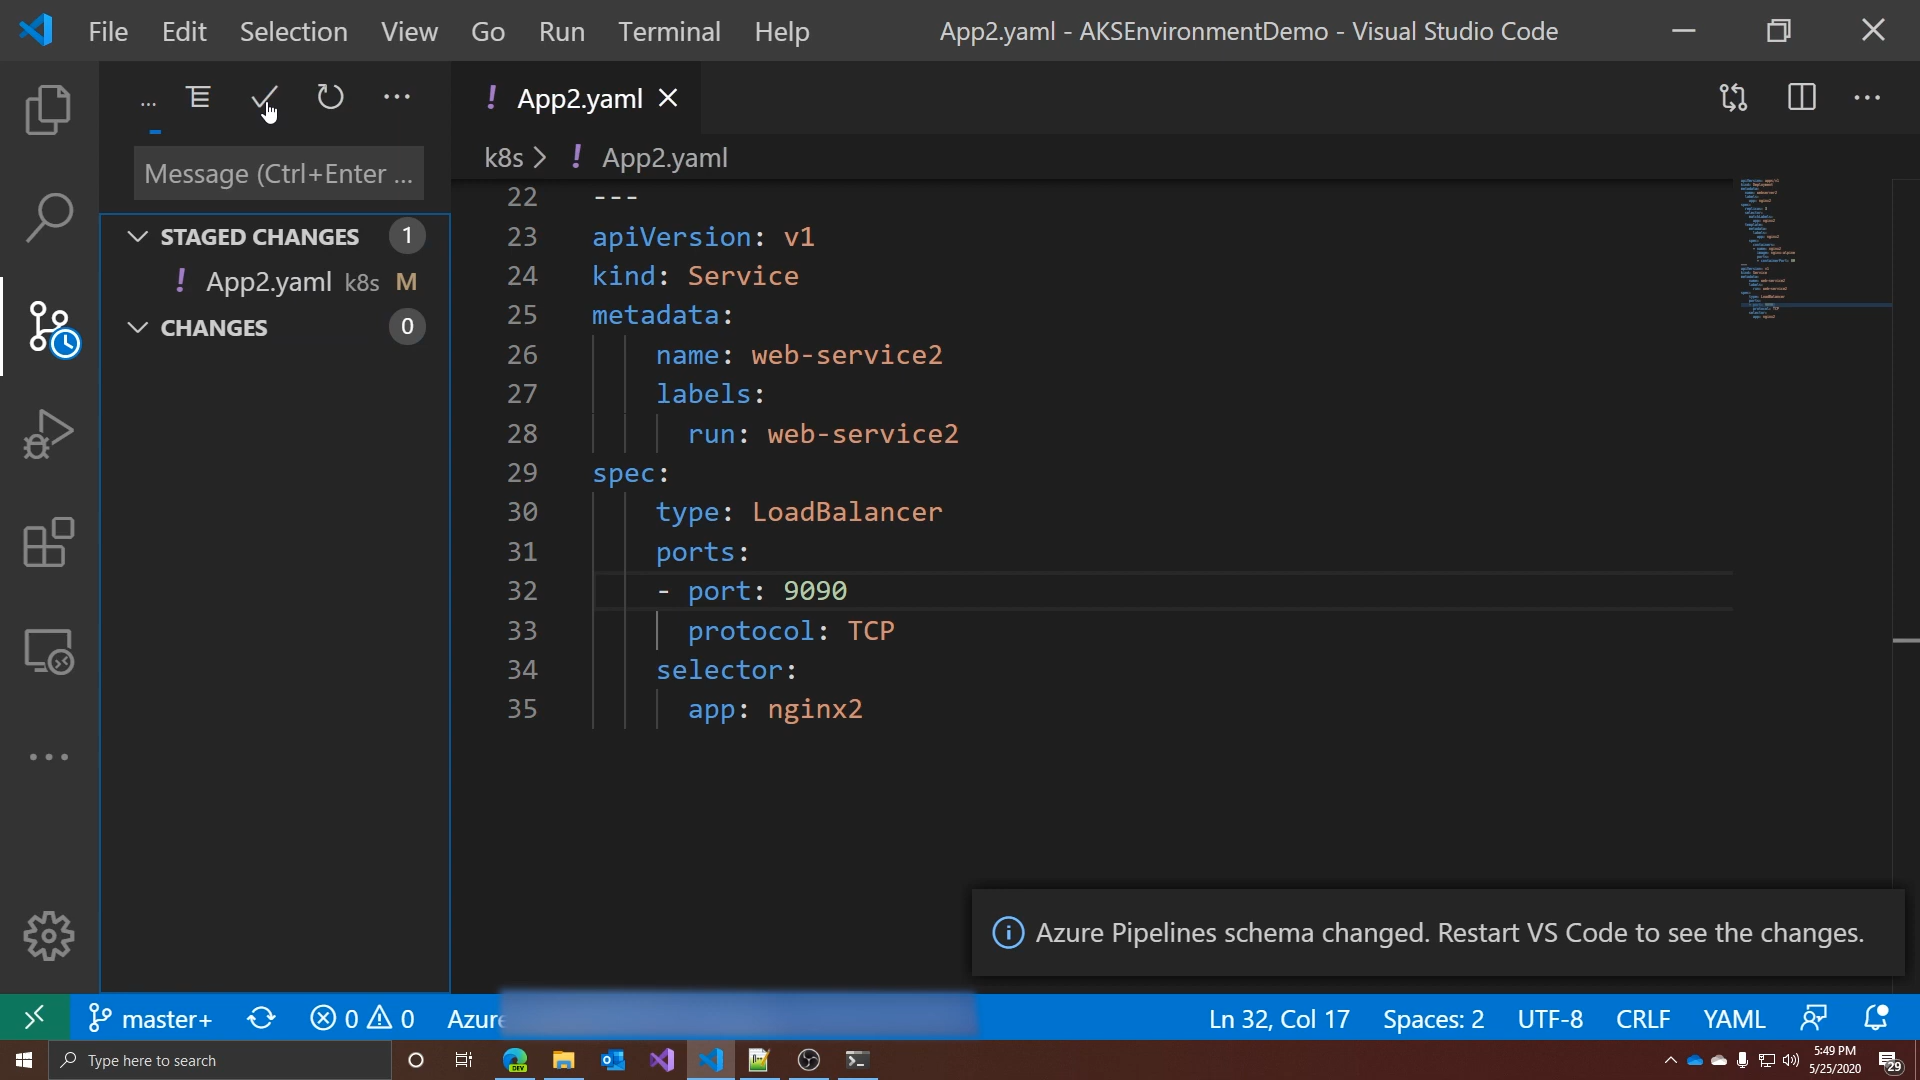 File Edit Selection View Go Run Terminal Help App2.yaml - AKSEnvironmentDemo - Visual Studio Code
... ! App2.yaml
k8s > ! App2.yaml
Message (Ctrl+Enter ...
STAGED CHANGES 1
! App2.yaml k8s M
CHANGES 0
22 ---
23 apiVersion: v1
24 kind: Service
25 metadata:
26 name: web-service2
27 labels:
28 run: web-service2
29 spec:
30 type: LoadBalancer
31 ports:
32 - port: 9090
33 protocol: TCP
34 selector:
35 app: nginx2
Azure Pipelines schema changed. Restart VS Code to see the changes.
master+ 0 0 Azure Ln 32, Col 17 Spaces: 2 UTF-8 CRLF YAML
Type here to search
DEV
5:49 PM
5/25/2020
29